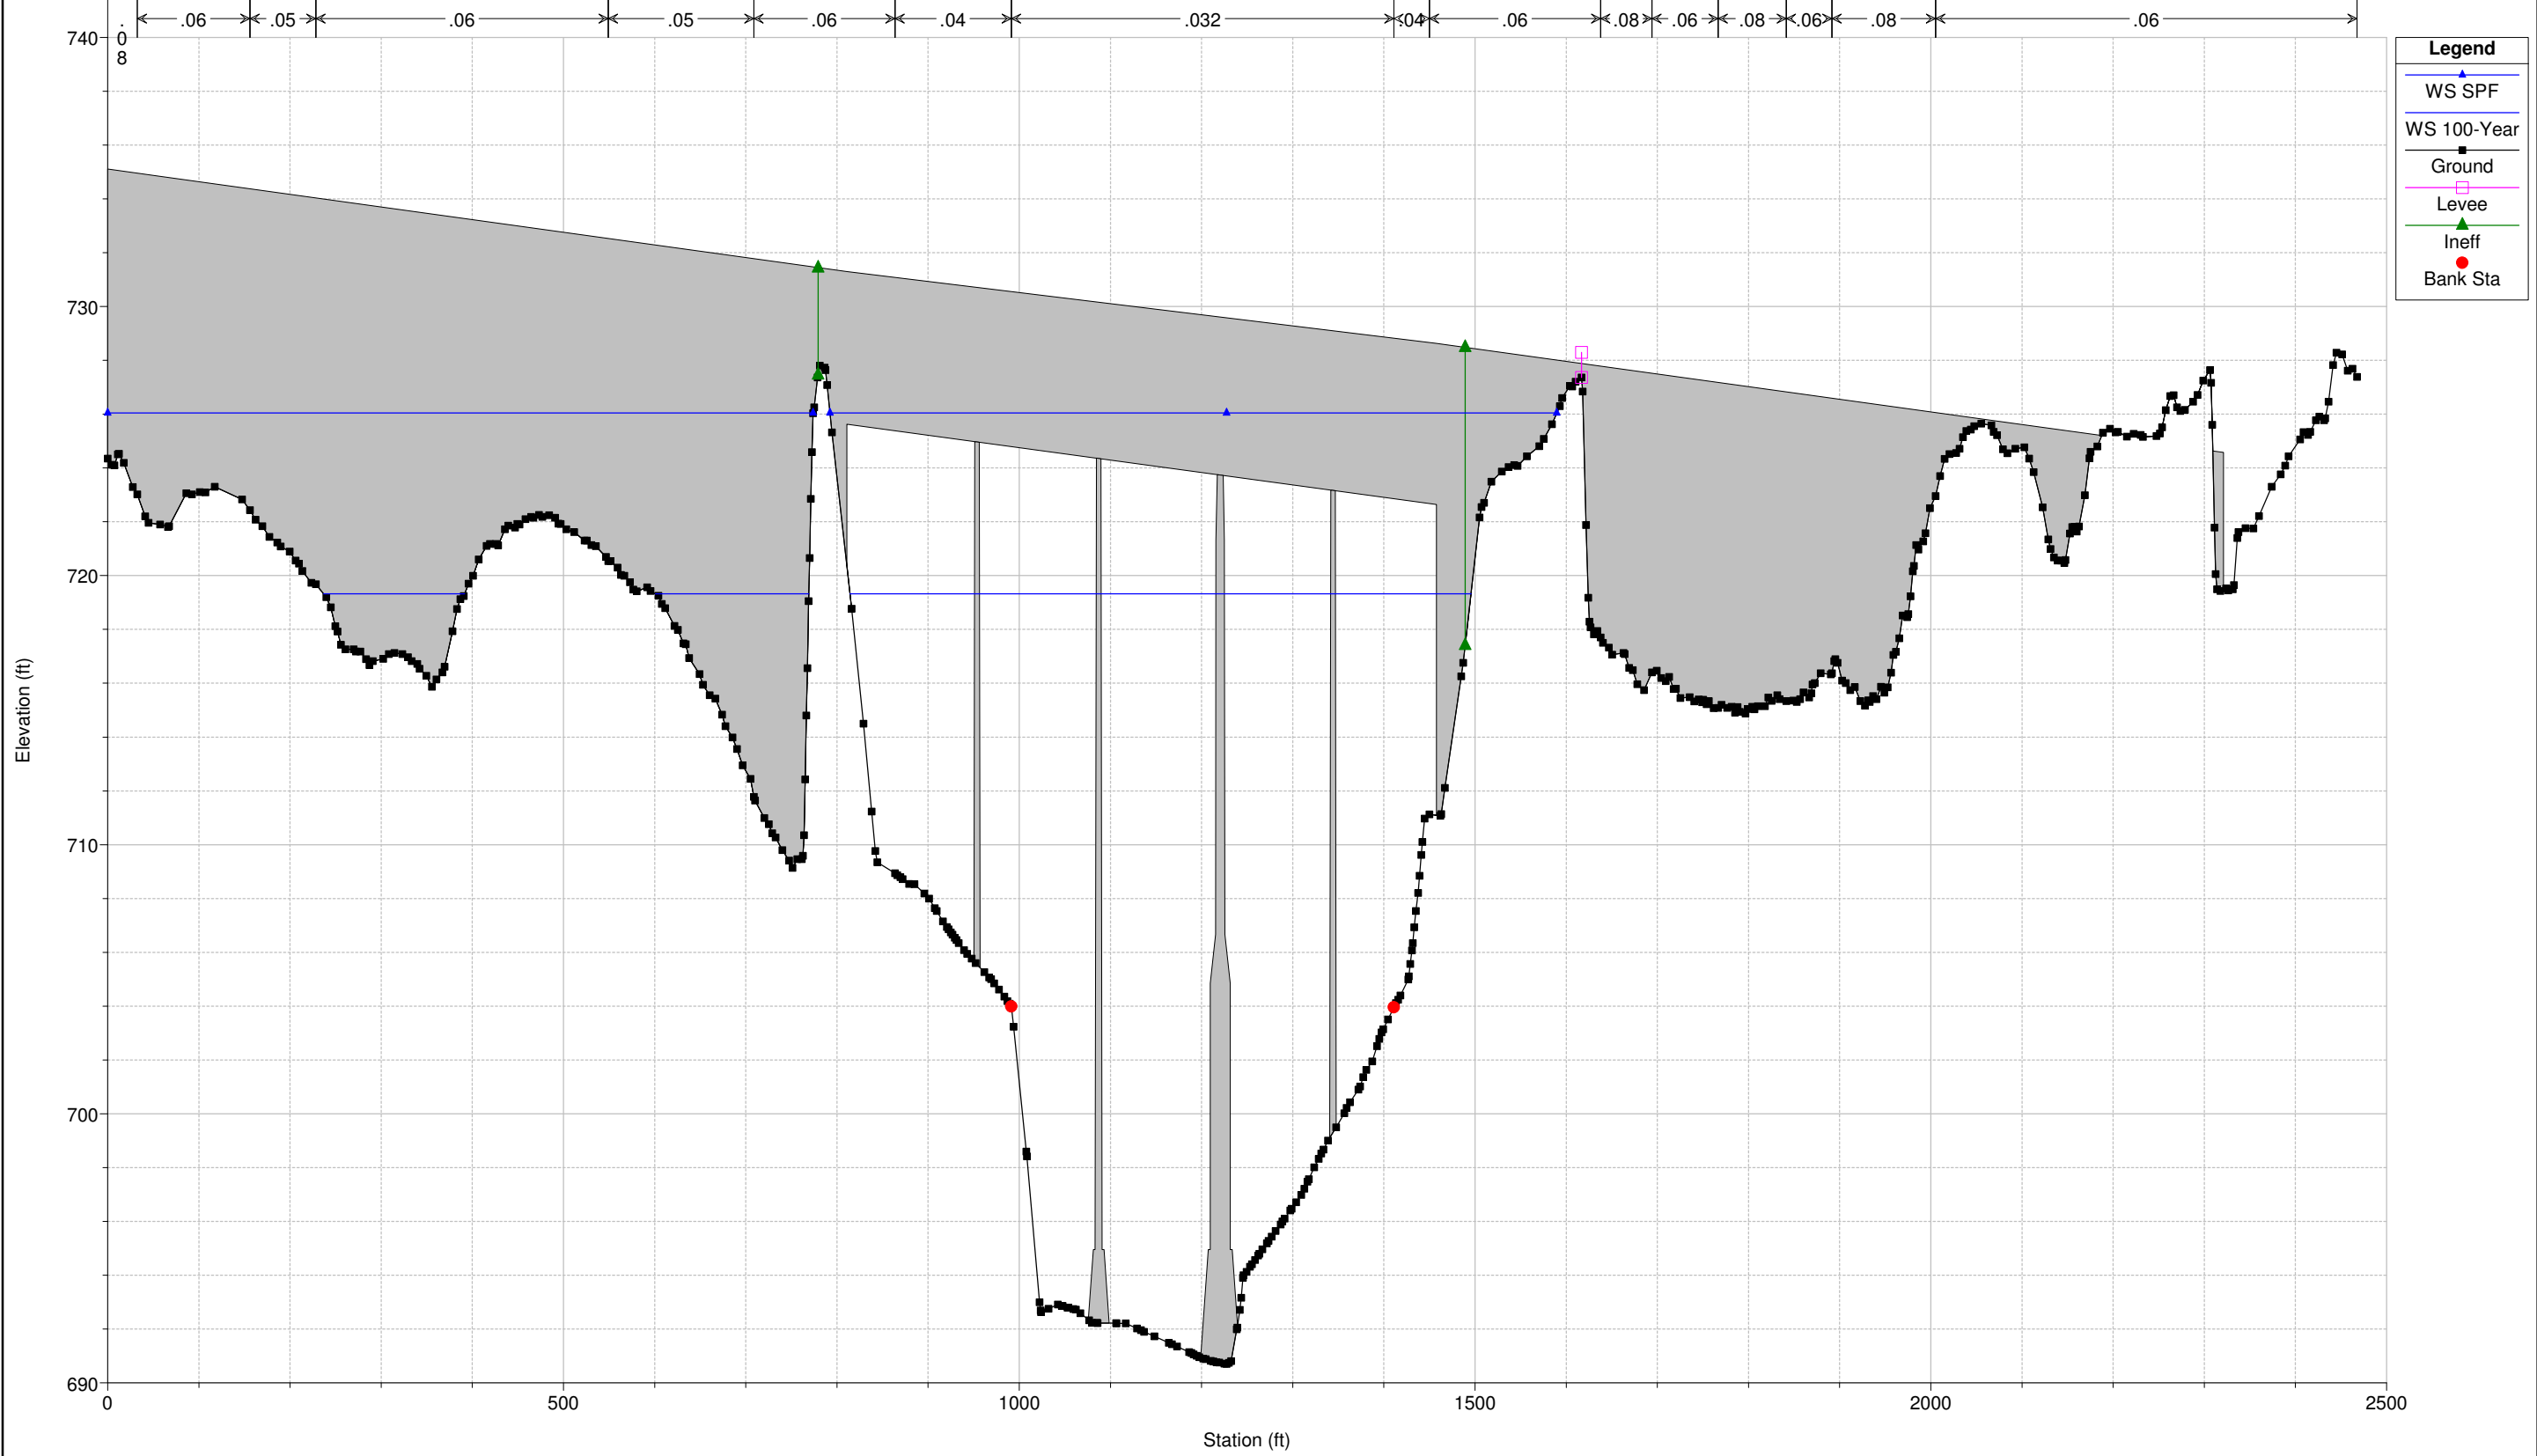 .08 .06 .05 .06 .05 .06 .04 .032 .04 .06 .08 .06 .08 .06 .08 .06
740
730
720
710
700
690
Elevation (ft)
0 500 1000 1500 2000 2500
Station (ft)
Legend
WS SPF
WS 100-Year
Ground
Levee
Ineff
Bank Sta